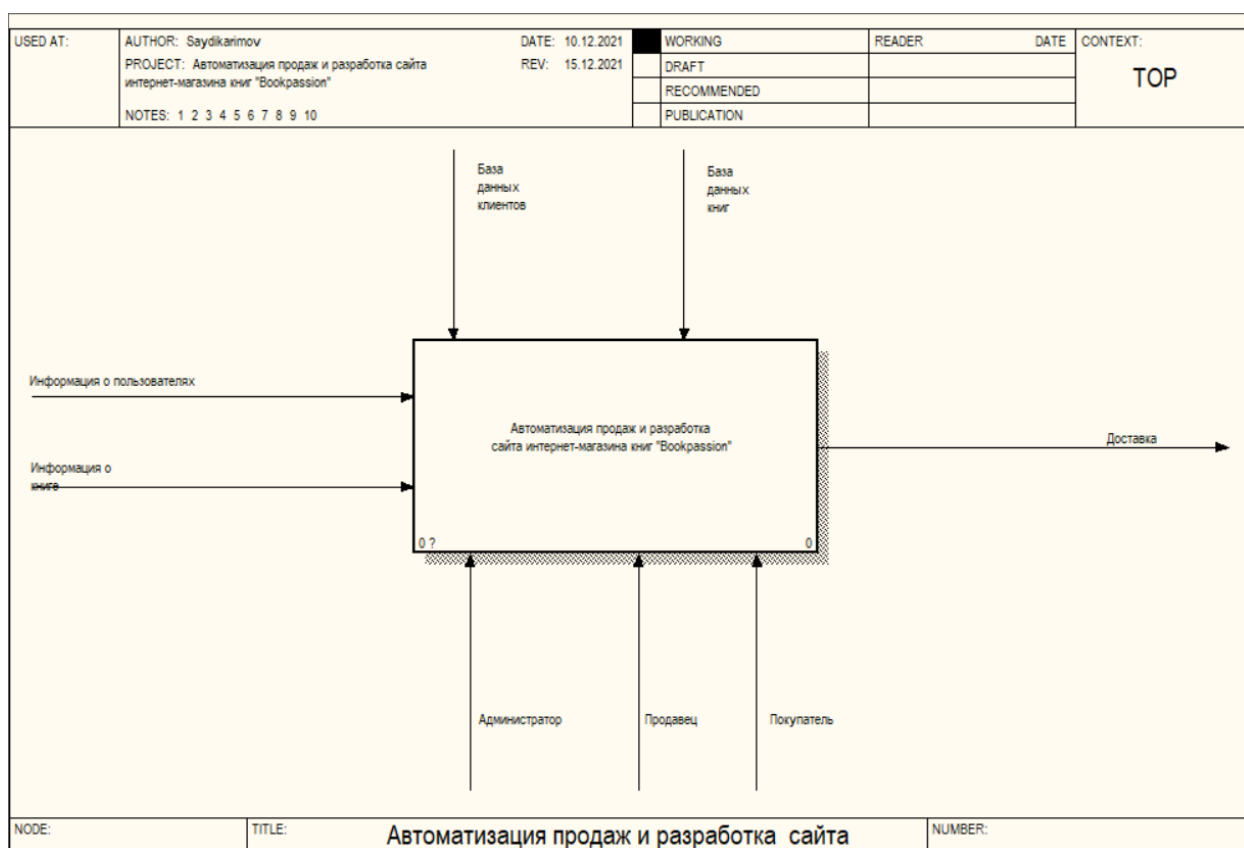 USED AT:
AUTHOR: Saydikarimov
DATE: 10.12.2021
PROJECT: Автоматизация продаж и разработка сайта
интернет-магазина книг "Bookpassion"
REV: 15.12.2021
NOTES: 1 2 3 4 5 6 7 8 9 10
WORKING
DRAFT
RECOMMENDED
PUBLICATION
READER DATE
CONTEXT:
TOP
База
данных
клиентов
База
данных
книг
Информация о пользователях
Информация о
книге
Автоматизация продаж и разработка
сайта интернет-магазина книг "Bookpassion"
0 ?
0
Доставка
Администратор
Продавец
Покупатель
NODE:
TITLE:
Автоматизация продаж и разработка сайта
NUMBER: